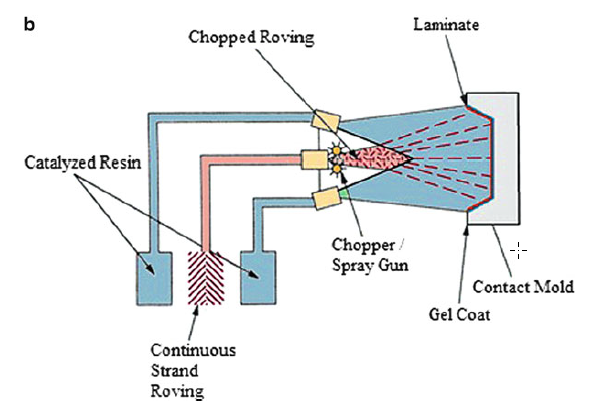 b
Chopped Roving
Laminate
Catalyzed Resin
Chopper /
Spray Gun
Contact Mold
Gel Coat
Continuous
Strand
Roving